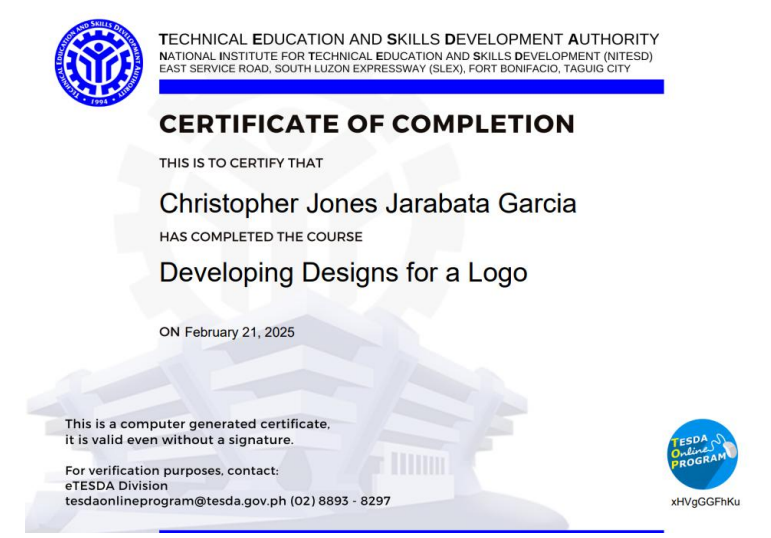 TECHNICAL EDUCATION AND SKILLS DEVELOPMENT AUTHORITY
NATIONAL INSTITUTE FOR TECHNICAL EDUCATION AND SKILLS DEVELOPMENT (NITESD)
EAST SERVICE ROAD, SOUTH LUZON EXPRESSWAY (SLEX), FORT BONIFACIO, TAGUIG CITY
TECHNICAL EDUCATION AND SKILLS DEVELOPMENT AUTHORITY
• 1994 •
CERTIFICATE OF COMPLETION
THIS IS TO CERTIFY THAT
Christopher Jones Jarabata Garcia
HAS COMPLETED THE COURSE
Developing Designs for a Logo
ON February 21, 2025
This is a computer generated certificate,
it is valid even without a signature.
For verification purposes, contact:
eTESDA Division
tesdaonlineprogram@tesda.gov.ph (02) 8893 - 8297
TESDA
Online
PROGRAM
xHVgGGFhKu